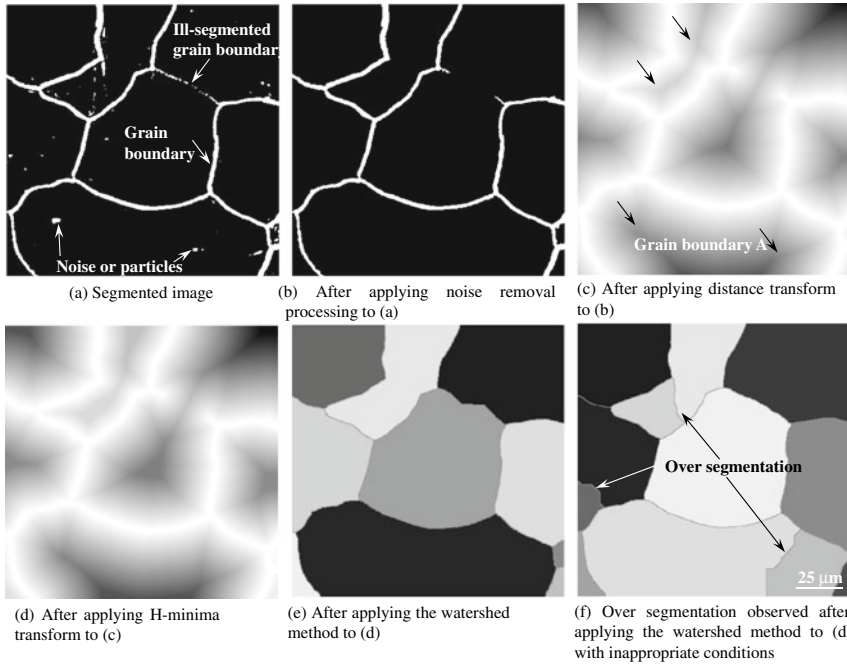 Ill-segmented
grain boundary
Grain
boundary
Noise or particles
(a) Segmented image
(b) After applying noise removal
processing to (a)
Grain boundary A
(c) After applying distance transform
to (b)
(d) After applying H-minima
transform to (c)
(e) After applying the watershed
method to (d)
Over segmentation
25 μm
(f) Over segmentation observed after
applying the watershed method to (d)
with inappropriate conditions